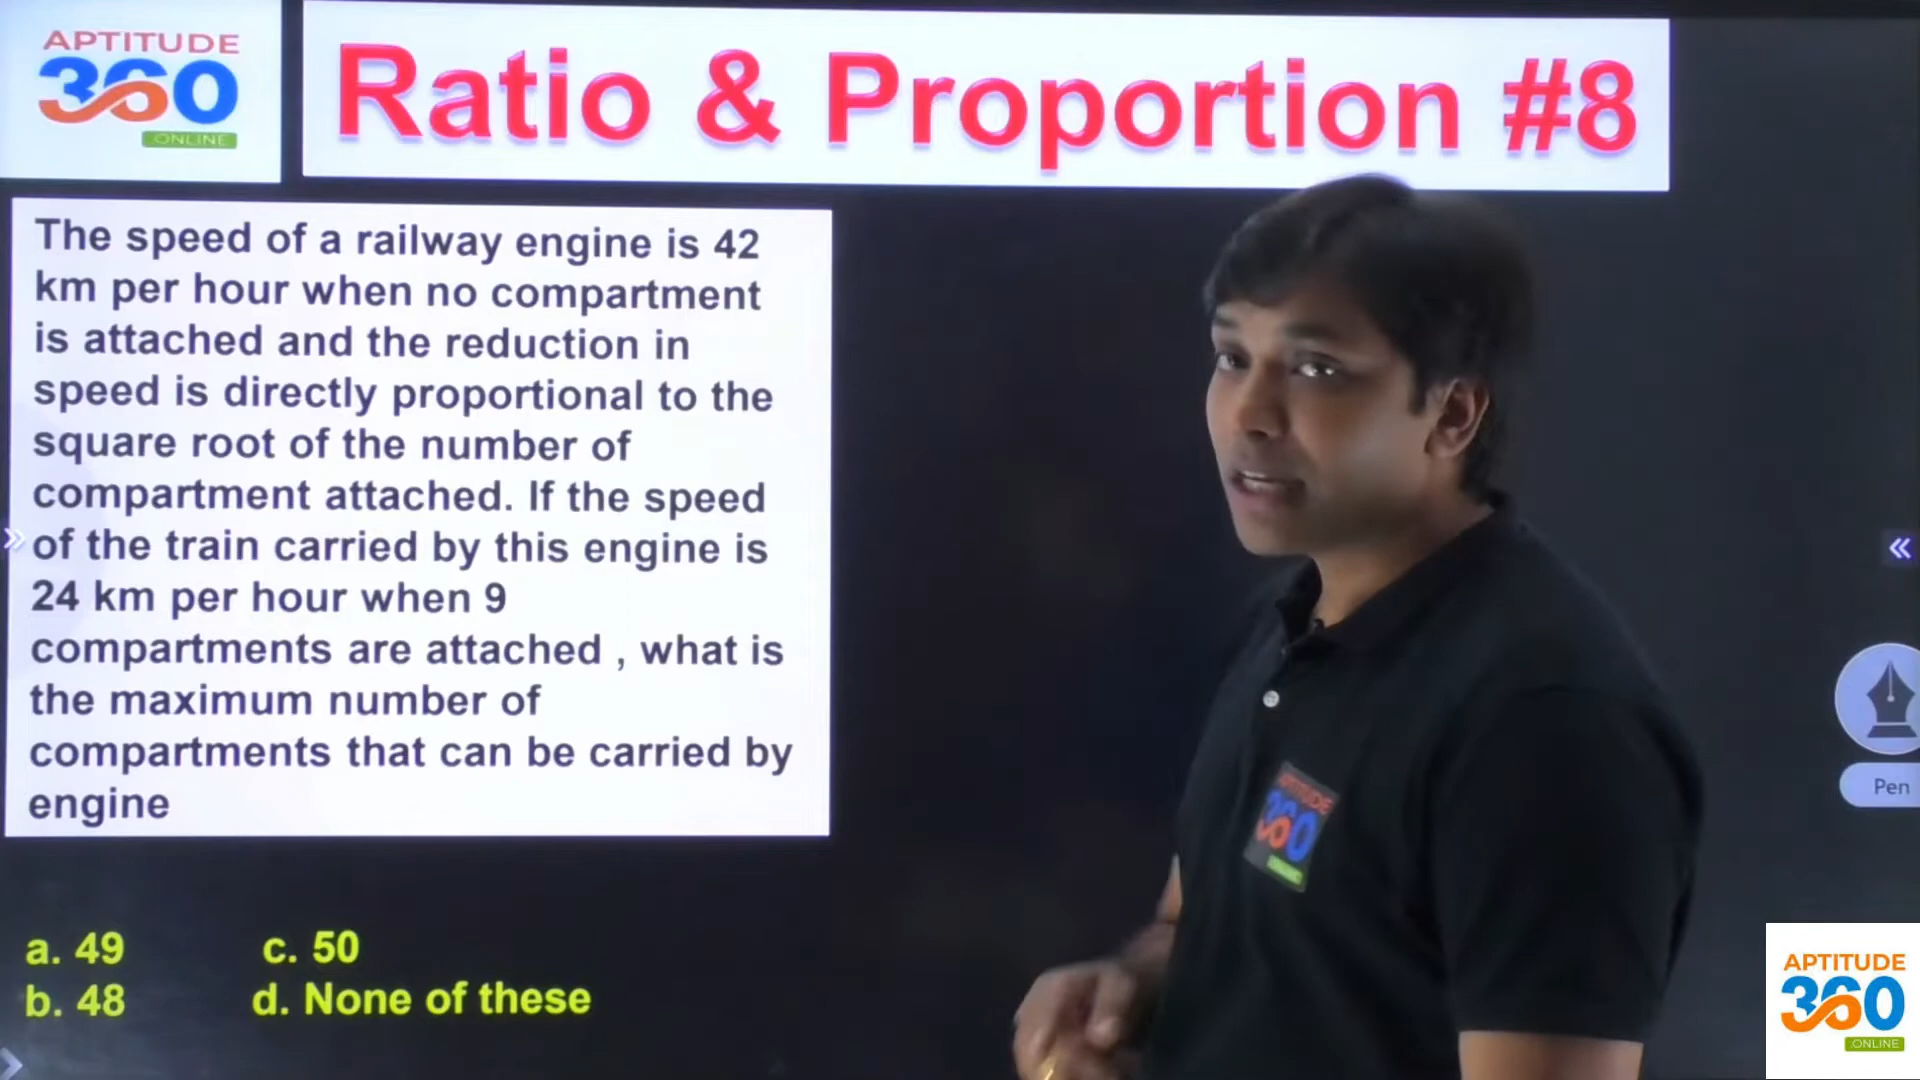 APTITUDE
360
ONLINE
Ratio & Proportion #8
The speed of a railway engine is 42
km per hour when no compartment
is attached and the reduction in
speed is directly proportional to the
square root of the number of
compartment attached. If the speed
of the train carried by this engine is
24 km per hour when 9
compartments are attached , what is
the maximum number of
compartments that can be carried by
engine
a. 49
c. 50
b. 48
d. None of these
APTITUDE
360
Pen
APTITUDE
360
ONLINE